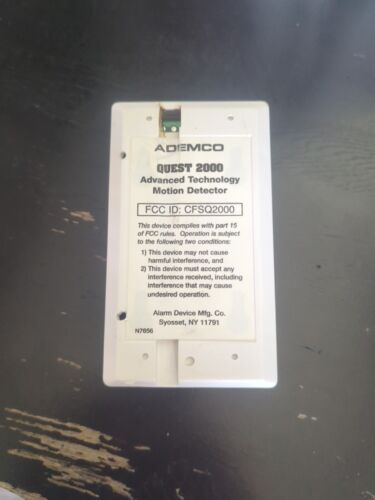 ADEMCO
QUEST 2000
Advanced Technology
Motion Detector
FCC ID: CFSQ2000
This device complies with part 15
of FCC rules. Operation is subject
to the following two conditions:
1) This device may not cause
harmful interference, and
2) This device must accept any
interference received, including
interference that may cause
undesired operation.
Alarm Device Mfg. Co.
Syosset, NY 11791
N7656